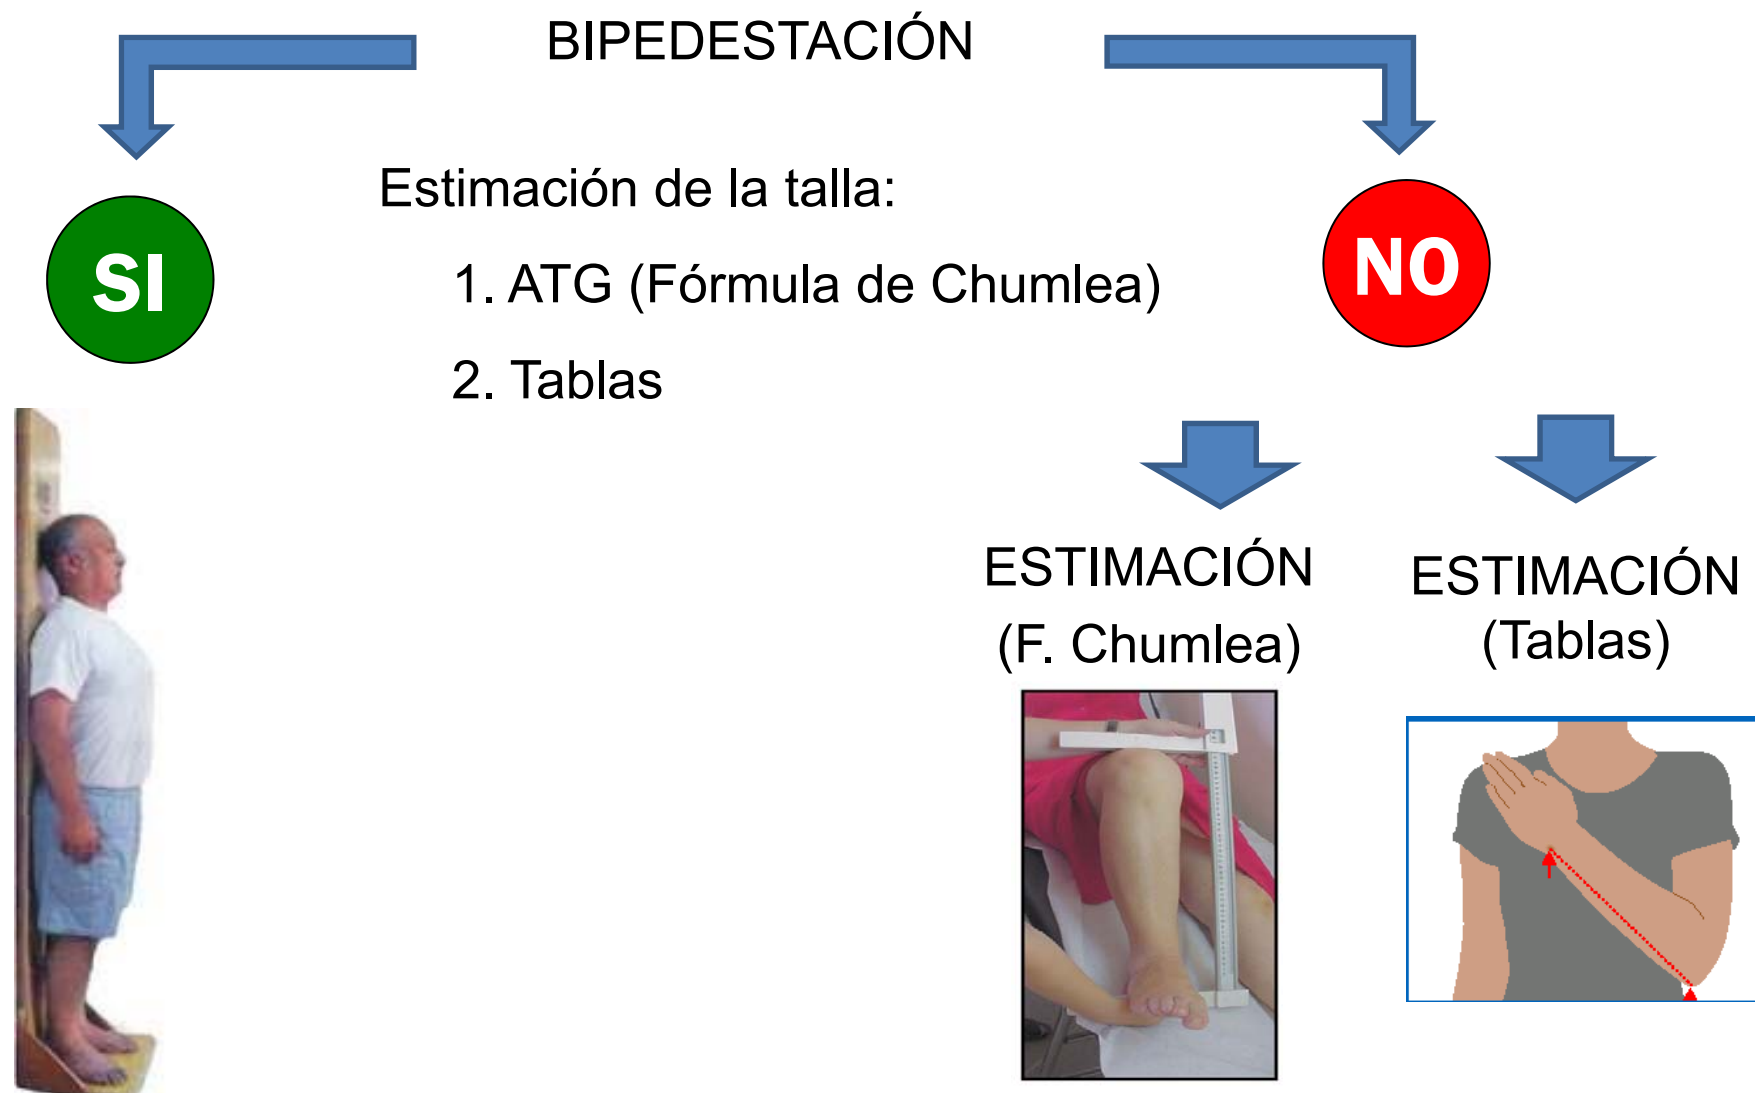 BIPEDESTACIÓN
SI
Estimación de la talla:
1. ATG (Fórmula de Chumlea)
2. Tablas
NO
ESTIMACIÓN
(F. Chumlea)
ESTIMACIÓN
(Tablas)